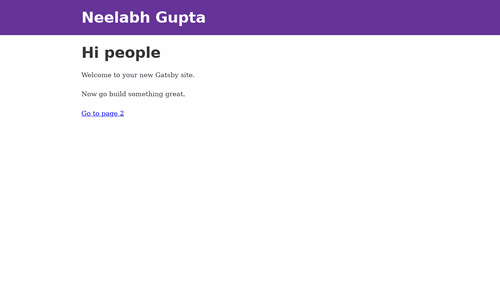 Neelabh Gupta
Hi people
Welcome to your new Gatsby site.
Now go build something great.
Go to page 2